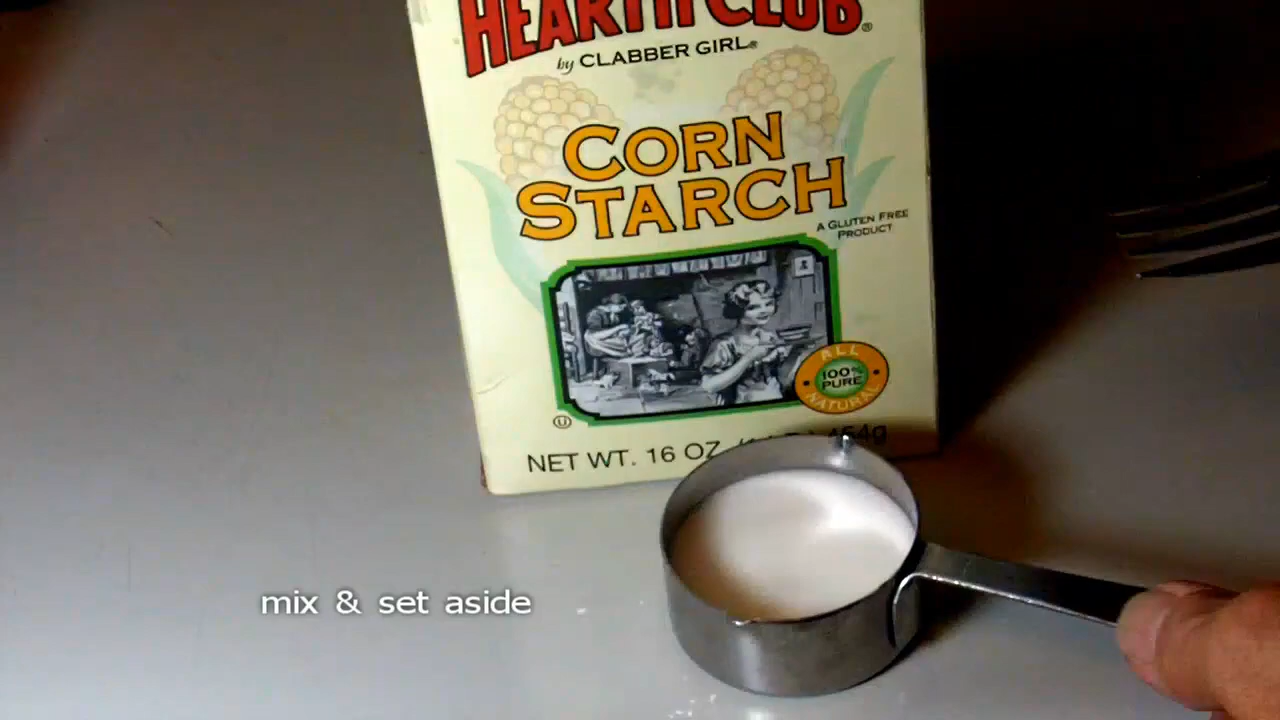 HEARTH CLUB®
by CLABBER GIRL®
CORN
STARCH
A GLUTEN FREE
PRODUCT
ALL
100%
PURE
NATURAL
U
NET WT. 16 OZ 454g
mix & set aside